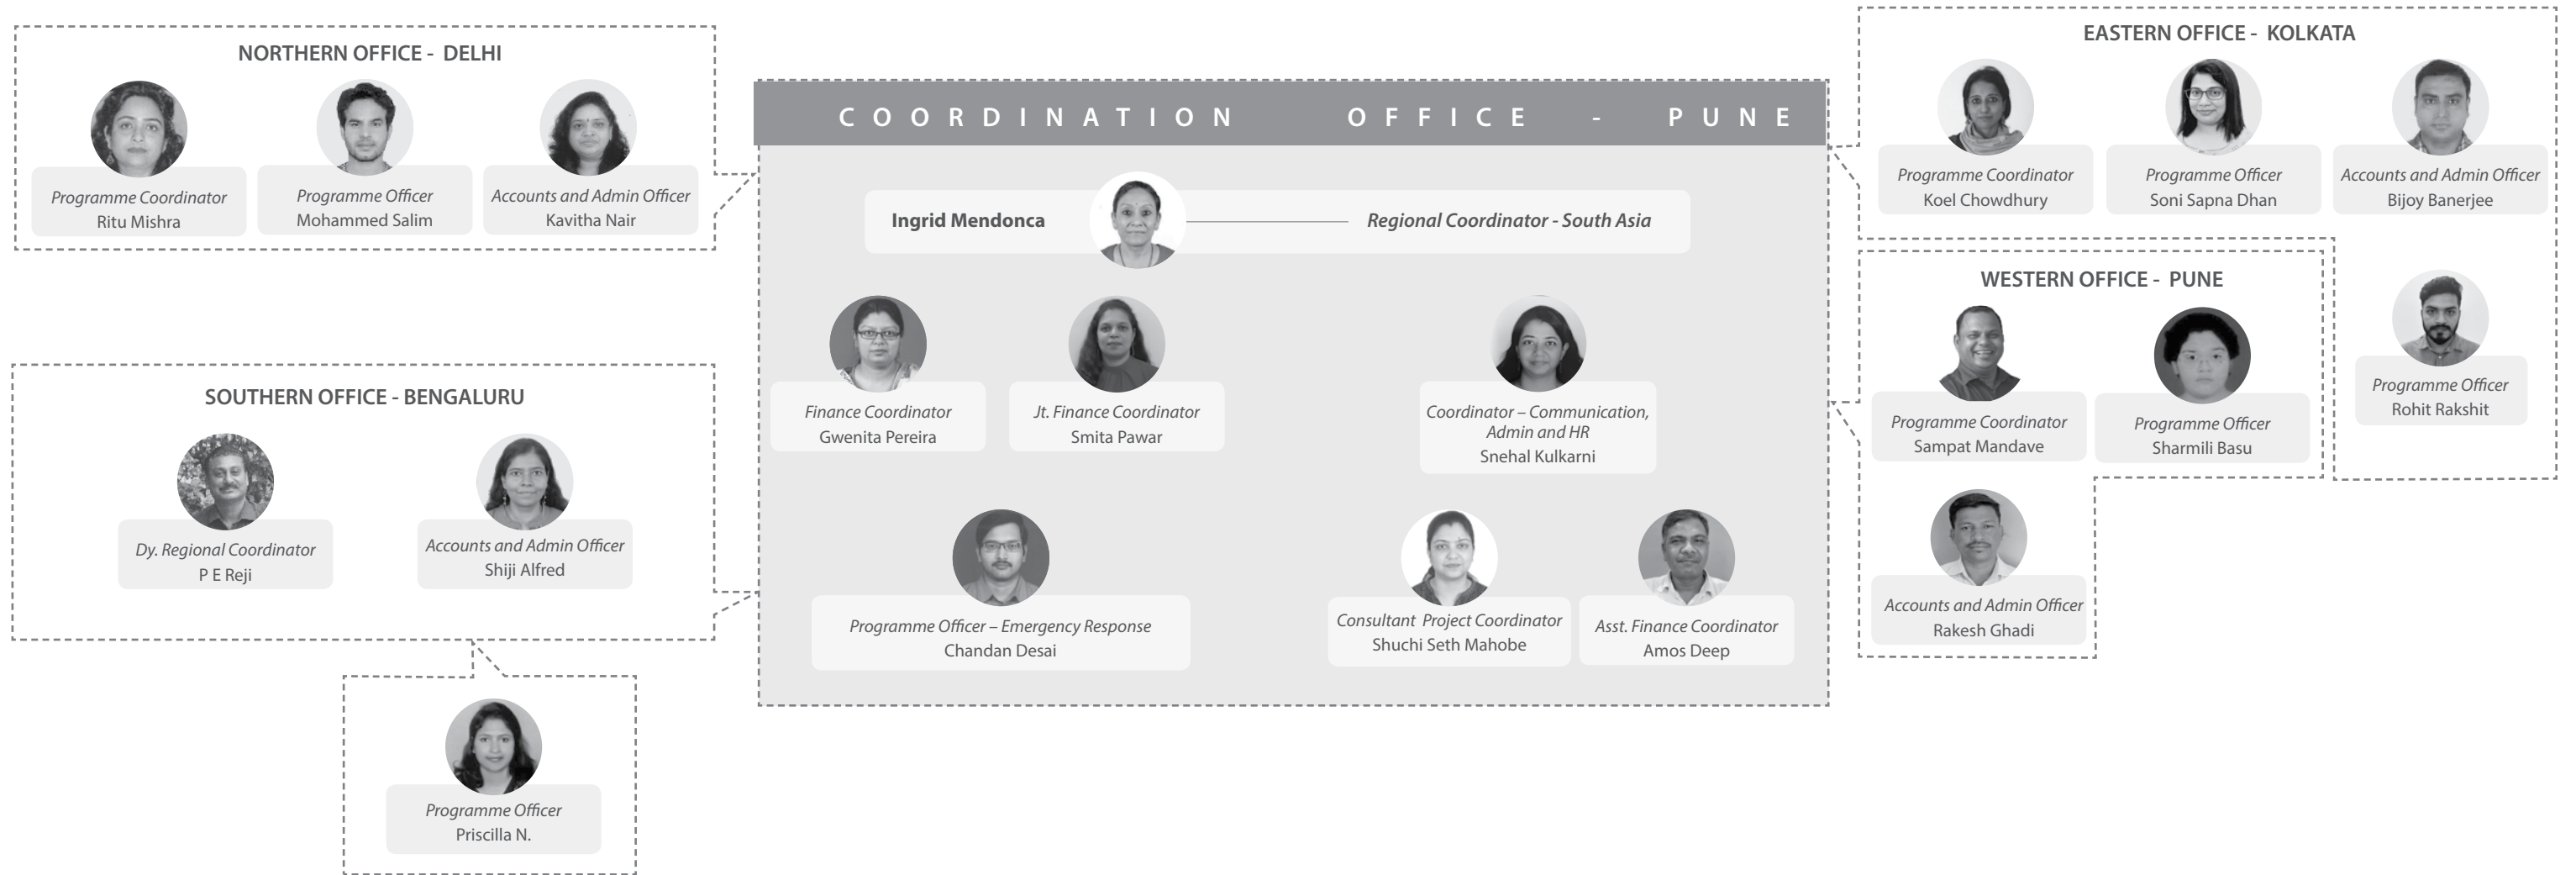 NORTHERN OFFICE - DELHI
Programme Coordinator
Ritu Mishra
Programme Officer
Mohammed Salim
Accounts and Admin Officer
Kavitha Nair
SOUTHERN OFFICE - BENGALURU
Dy. Regional Coordinator
P E Reji
Accounts and Admin Officer
Shiji Alfred
Programme Officer
Priscilla N.
COORDINATION OFFICE - PUNE
Ingrid Mendonca
Regional Coordinator - South Asia
Finance Coordinator
Gwenita Pereira
Jt. Finance Coordinator
Smita Pawar
Coordinator – Communication,
Admin and HR
Snehal Kulkarni
Programme Officer – Emergency Response
Chandan Desai
Consultant Project Coordinator
Shuchi Seth Mahobe
Asst. Finance Coordinator
Amos Deep
EASTERN OFFICE - KOLKATA
Programme Coordinator
Koel Chowdhury
Programme Officer
Soni Sapna Dhan
Accounts and Admin Officer
Bijoy Banerjee
Programme Officer
Rohit Rakshit
WESTERN OFFICE - PUNE
Programme Coordinator
Sampat Mandave
Programme Officer
Sharmili Basu
Accounts and Admin Officer
Rakesh Ghadi